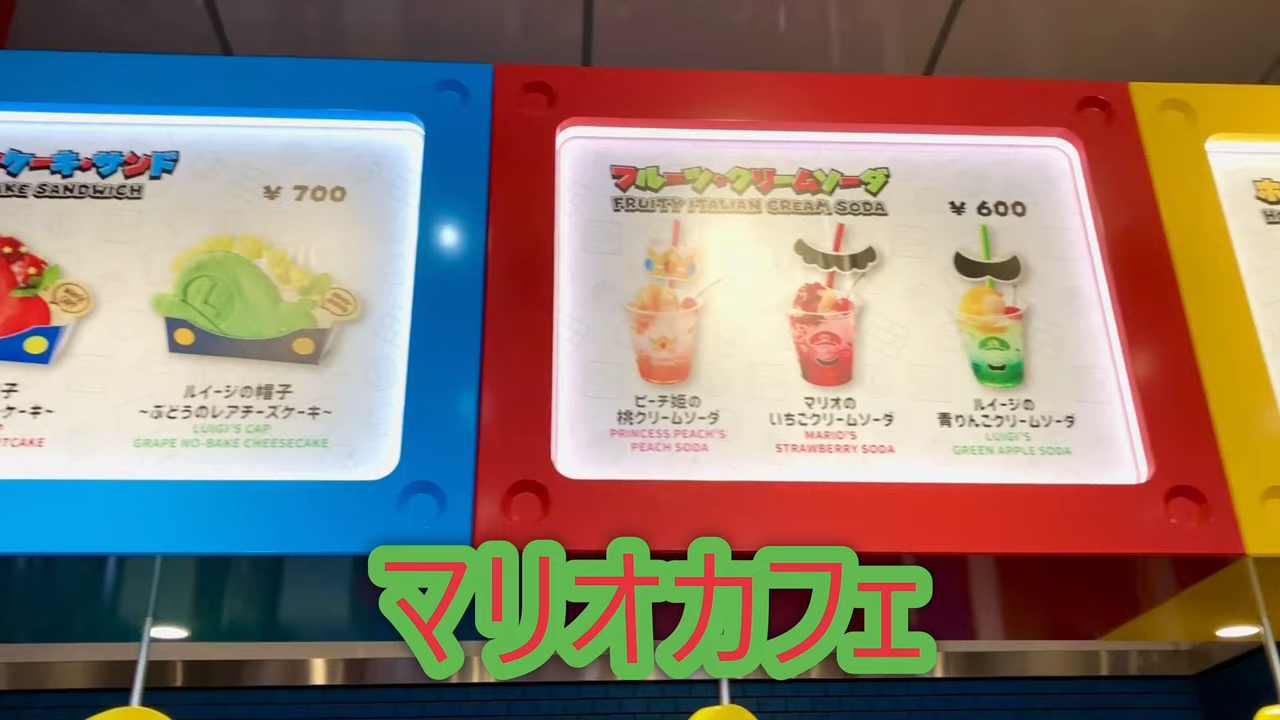 ケーキ・サンド
AKE SANDWICH
¥700
ルイージの帽子
~ぶどうのレアチーズケーキ~
LUIGI'S CAP
GRAPE NO-BAKE CHEESECAKE
子
ケーキ~
TCAKE
フルーツ・クリームソーダ
FRUITY ITALIAN CREAM SODA
¥600
ピーチ姫の
桃クリームソーダ
PRINCESS PEACH'S
PEACH SODA
マリオの
いちごクリームソーダ
MARIO'S
STRAWBERRY SODA
ルイージの
青りんごクリームソーダ
LUIGI'S
GREEN APPLE SODA
マリオカフェ